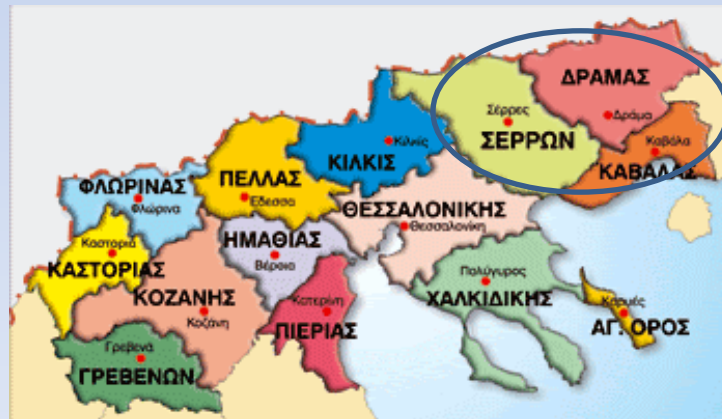 ΔΡΑΜΑΣ
Δράμα
Σέρρες
ΣΕΡΡΩΝ
Καβάλα
ΚΑΒΑΛΑΣ
Κιλκίς
ΚΙΛΚΙΣ
ΠΕΛΛΑΣ
Έδεσσα
ΦΛΩΡΙΝΑΣ
Φλώρινα
ΘΕΣΣΑΛΟΝΙΚΗΣ
Θεσσαλονίκη
ΗΜΑΘΙΑΣ
Βέροια
Καστοριά
ΚΑΣΤΟΡΙΑΣ
ΚΟΖΑΝΗΣ
Κοζάνη
Κατερίνη
ΠΙΕΡΙΑΣ
Πολύγυρος
ΧΑΛΚΙΔΙΚΗΣ
Καρυές
ΑΓ. ΟΡΟΣ
Γρεβενά
ΓΡΕΒΕΝΩΝ